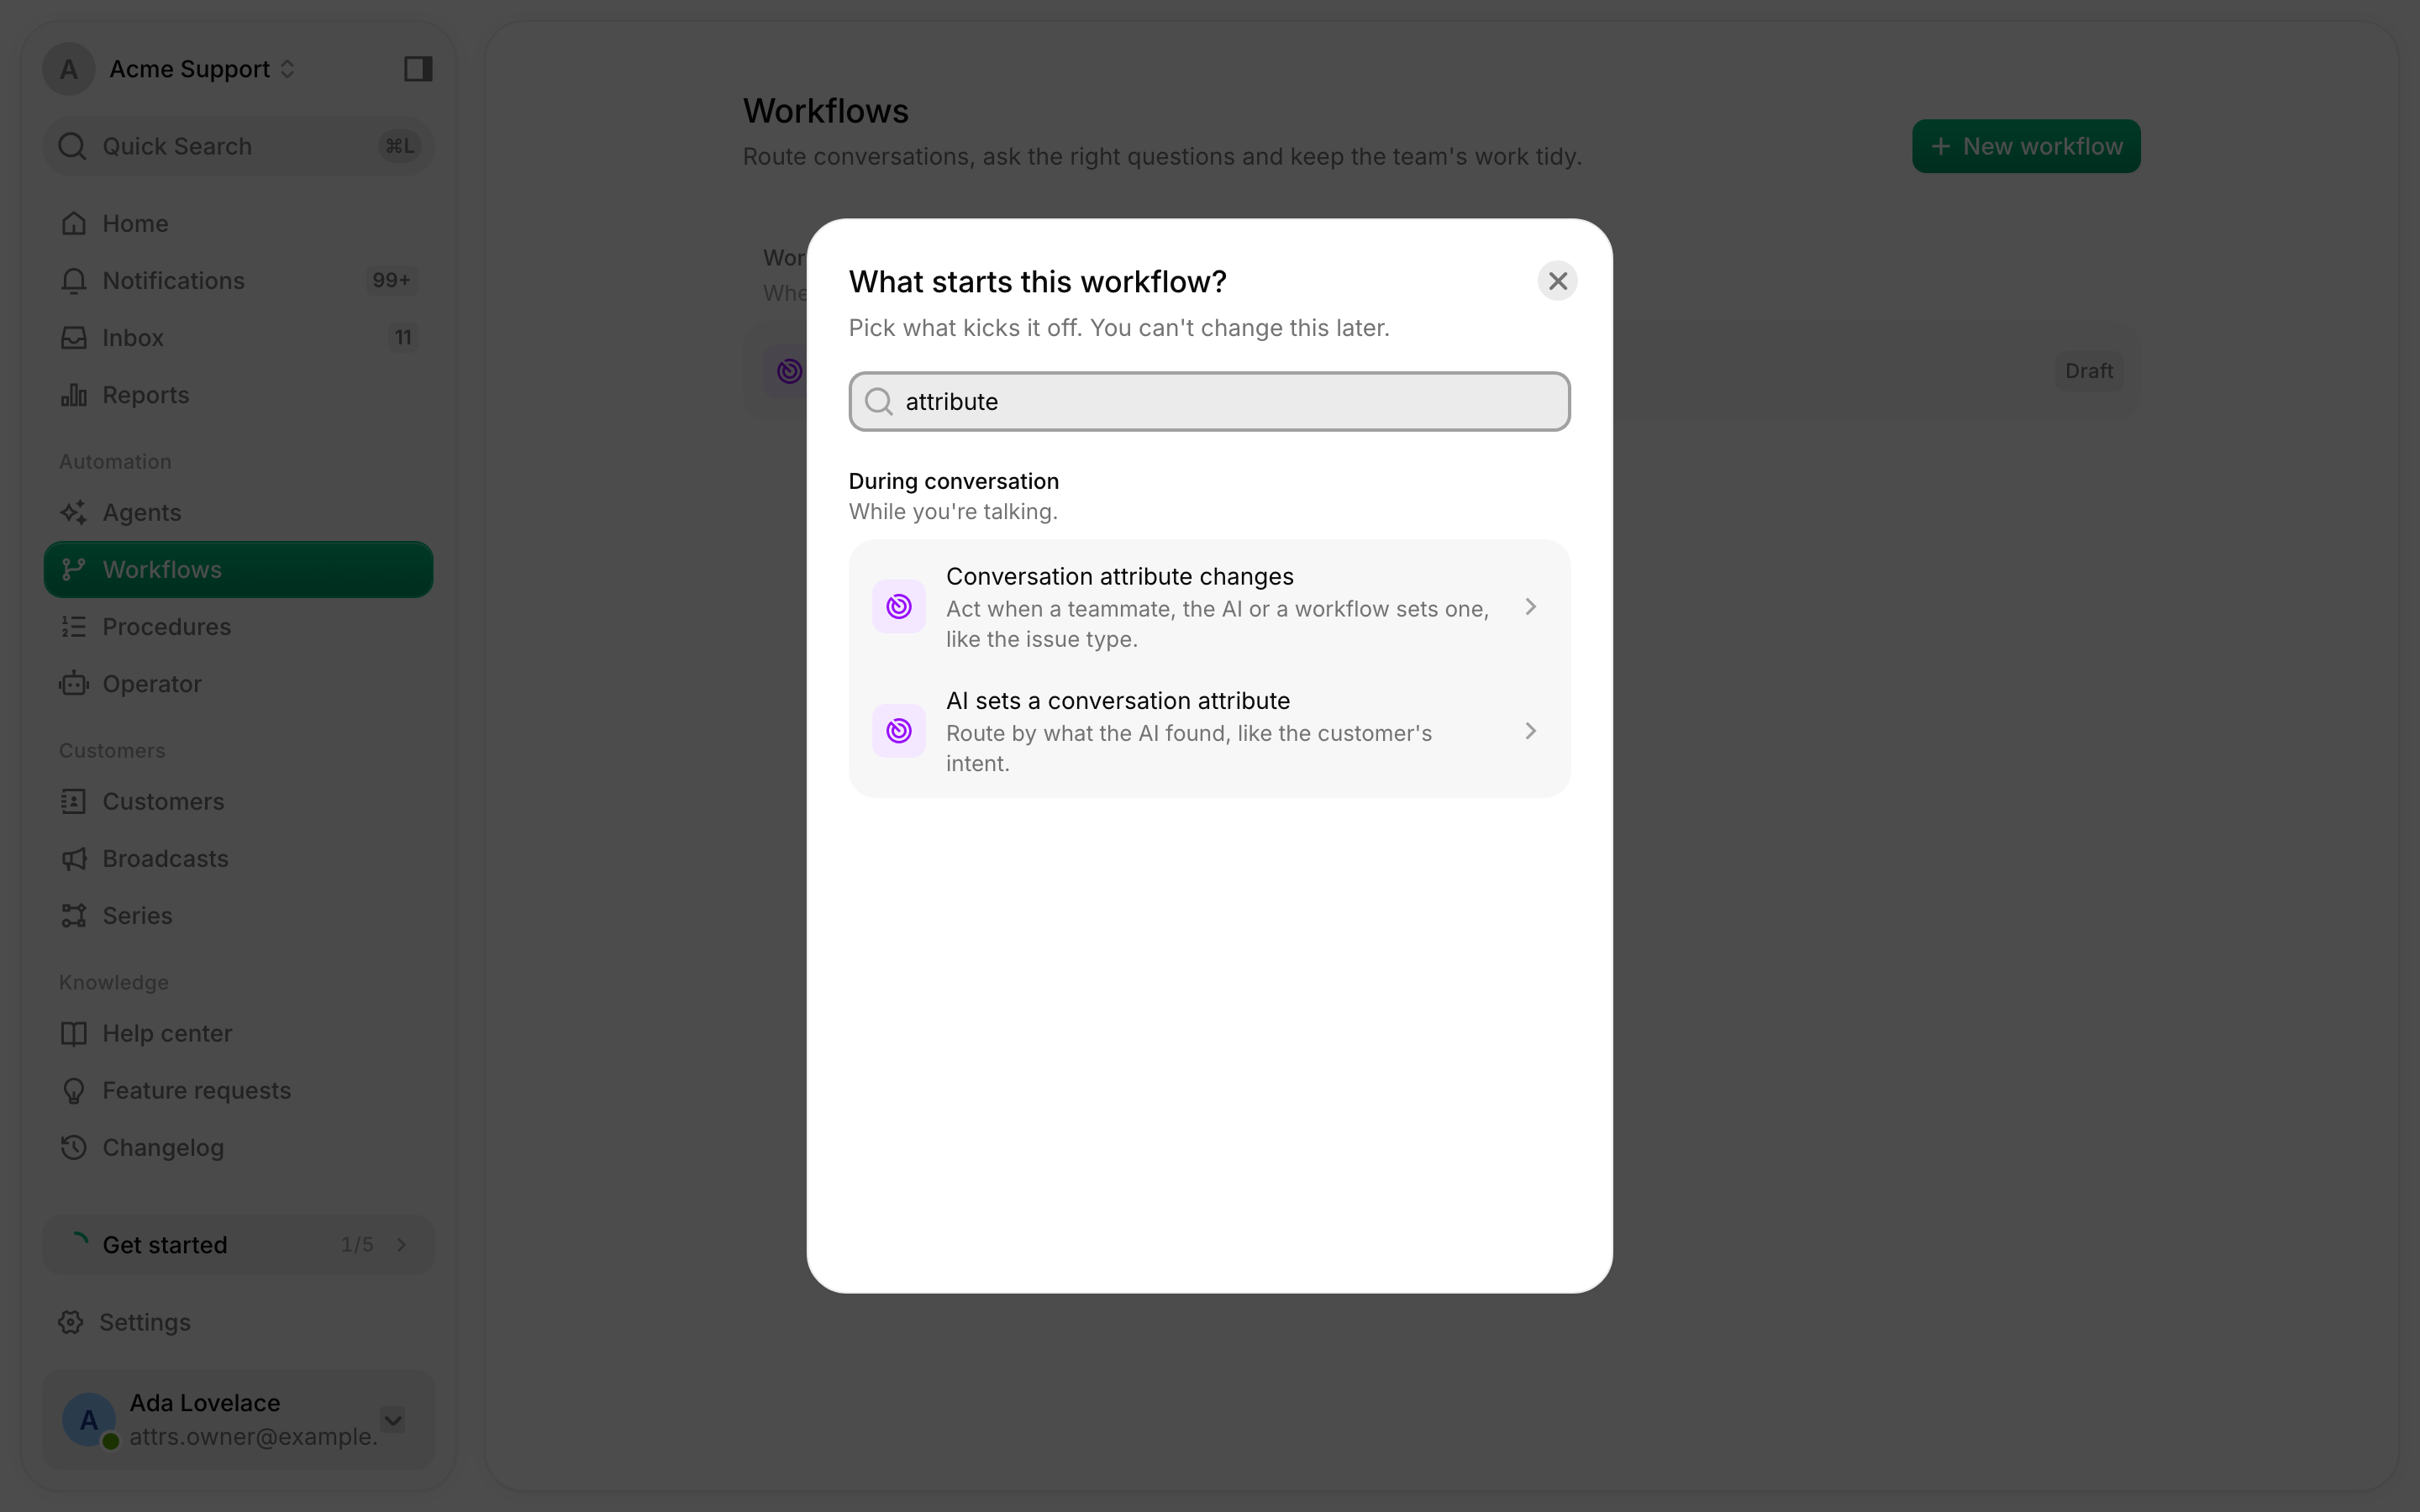 Acme Support
Quick Search ⌘L
Home
Notifications 99+
Inbox 11
Reports
Automation
Agents
Workflows
Procedures
Operator
Customers
Customers
Broadcasts
Series
Knowledge
Help center
Feature requests
Changelog
Get started 1/5
Settings
A
Ada Lovelace
attrs.owner@example.
A
Workflows
Route conversations, ask the right questions and keep the team's work tidy.
New workflow
Wor
Whe
Draft
What starts this workflow?
Pick what kicks it off. You can't change this later.
attribute
During conversation
While you're talking.
Conversation attribute changes
Act when a teammate, the AI or a workflow sets one,
like the issue type.
AI sets a conversation attribute
Route by what the AI found, like the customer's
intent.